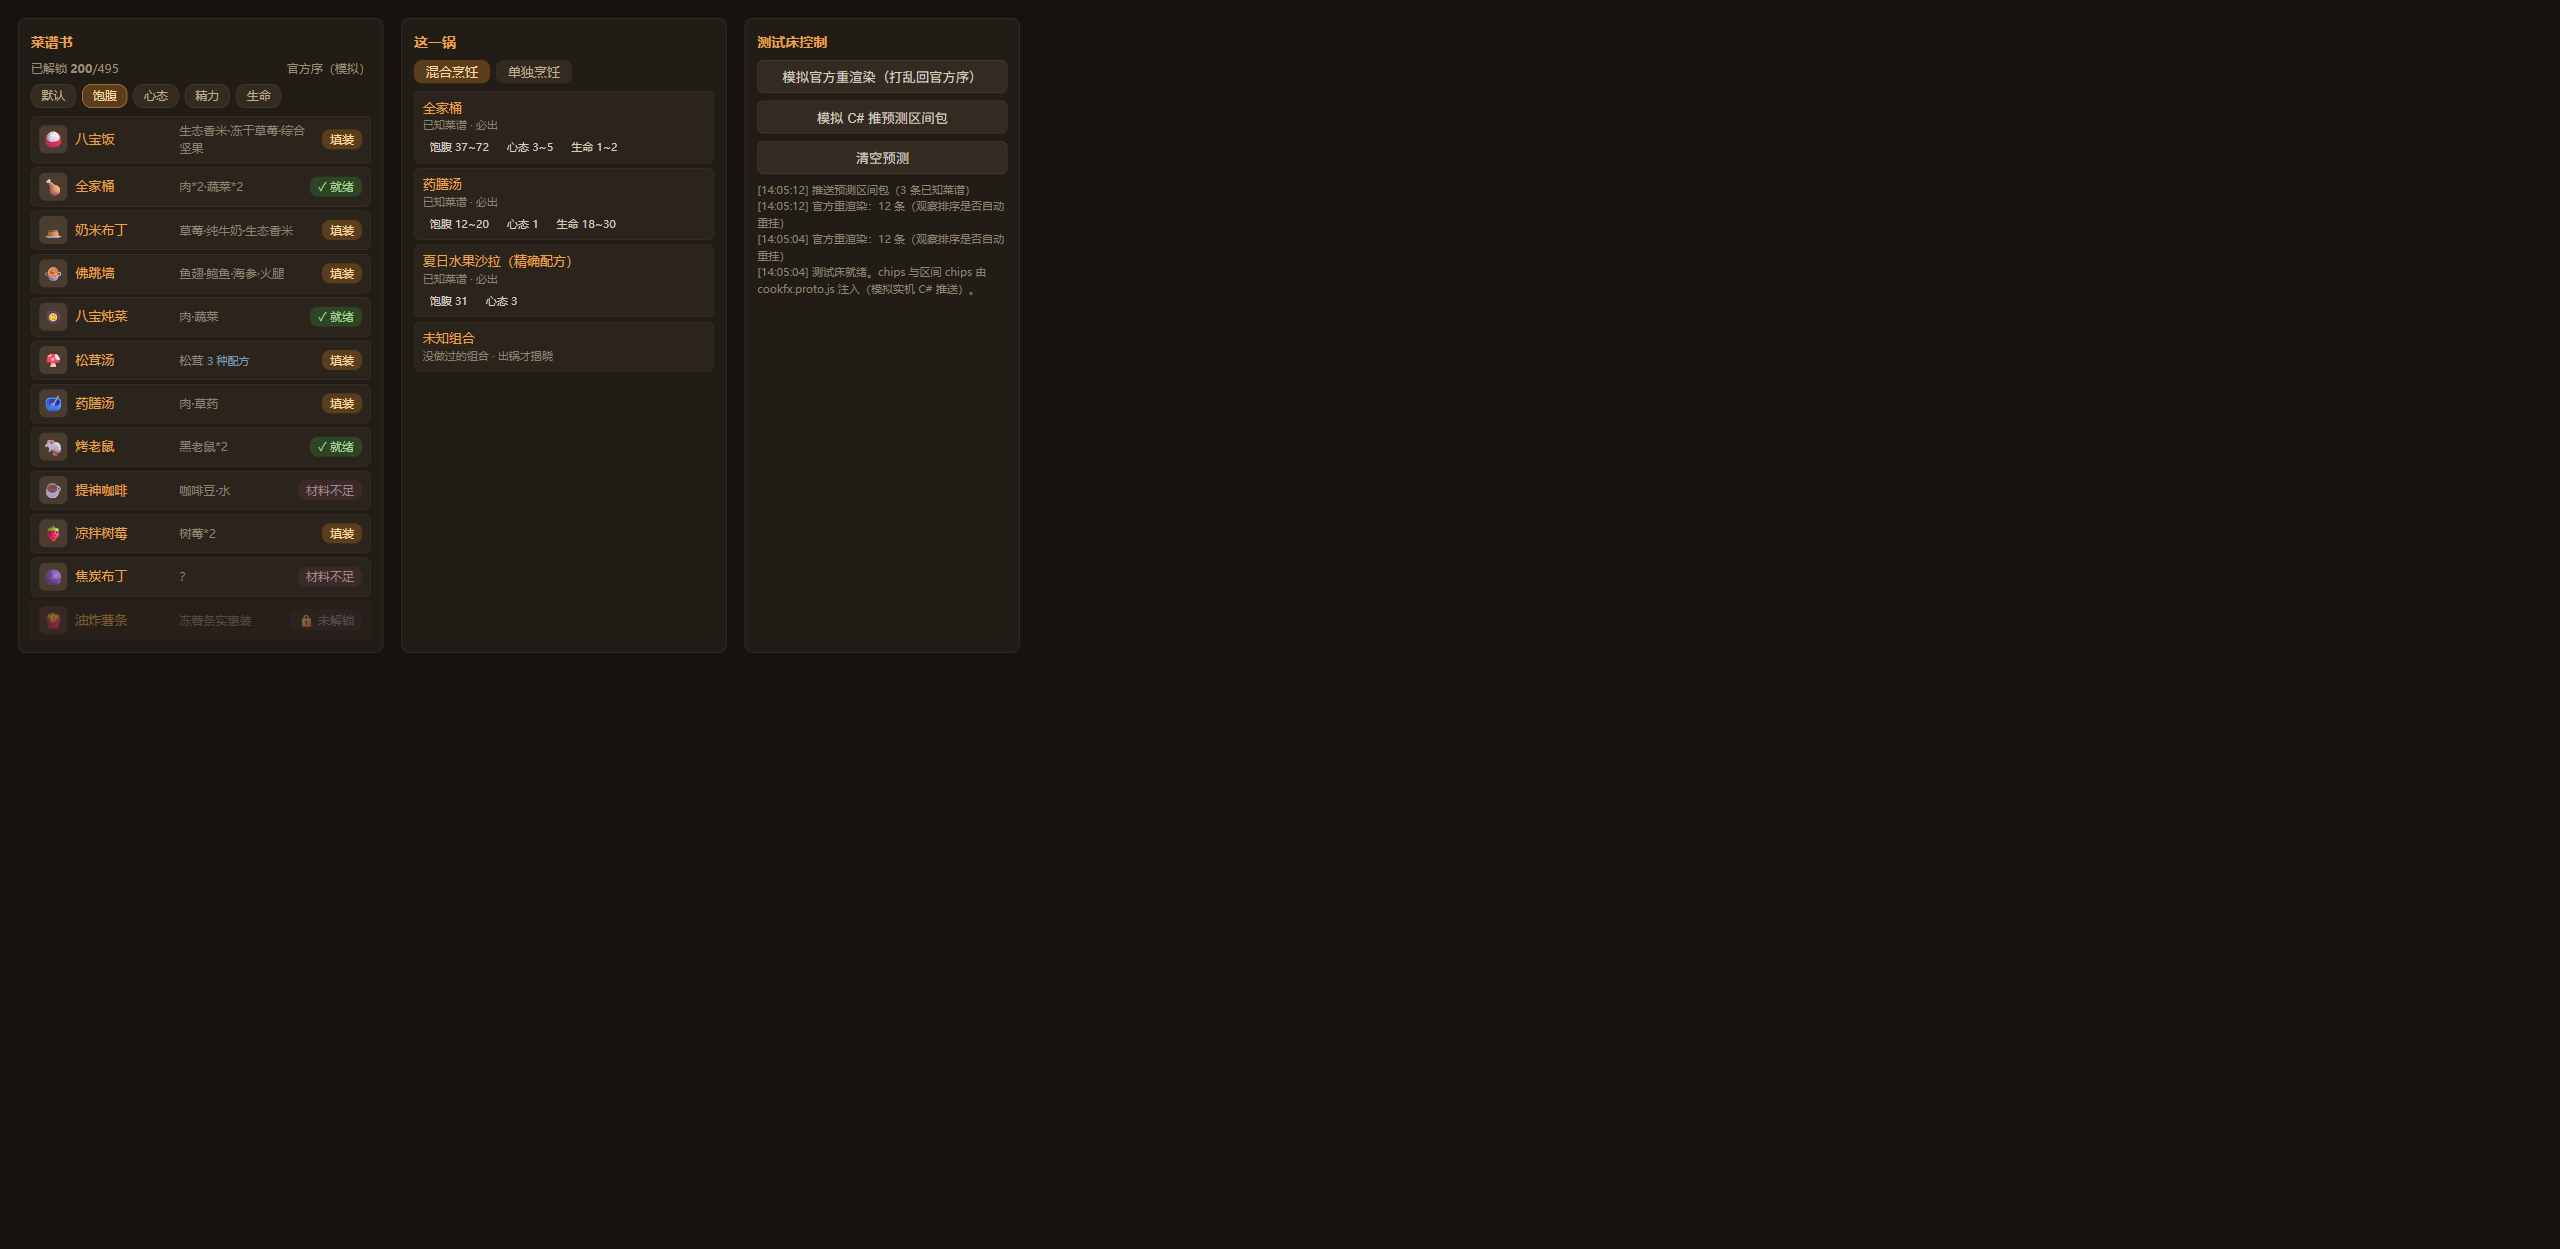 菜谱书
已解锁 200/495 官方序（模拟）
默认 饱腹 心态 精力 生命
八宝饭 生态香米·冻干草莓·综合坚果 填装
全家桶 肉*2·蔬菜*2 ✓ 就绪
奶米布丁 草莓·纯牛奶·生态香米 填装
佛跳墙 鱼翅·鲍鱼·海参·火腿 填装
八宝炖菜 肉·蔬菜 ✓ 就绪
松茸汤 松茸 3 种配方 填装
药膳汤 肉·草药 填装
烤老鼠 黑老鼠*2 ✓ 就绪
提神咖啡 咖啡豆·水 材料不足
凉拌树莓 树莓*2 填装
焦炭布丁 ? 材料不足
油炸薯条 冻薯条实惠装 🔒 未解锁
这一锅
混合烹饪 单独烹饪
全家桶
已知菜谱 · 必出
饱腹 37~72 心态 3~5 生命 1~2
药膳汤
已知菜谱 · 必出
饱腹 12~20 心态 1 生命 18~30
夏日水果沙拉（精确配方）
已知菜谱 · 必出
饱腹 31 心态 3
未知组合
没做过的组合 · 出锅才揭晓
测试床控制
模拟官方重渲染（打乱回官方序）
模拟 C# 推预测区间包
清空预测
[14:05:12] 推送预测区间包（3 条已知菜谱）
[14:05:12] 官方重渲染：12 条（观察排序是否自动
重挂）
[14:05:04] 官方重渲染：12 条（观察排序是否自动
重挂）
[14:05:04] 测试床就绪。chips 与区间 chips 由
cookfx.proto.js 注入（模拟实机 C# 推送）。